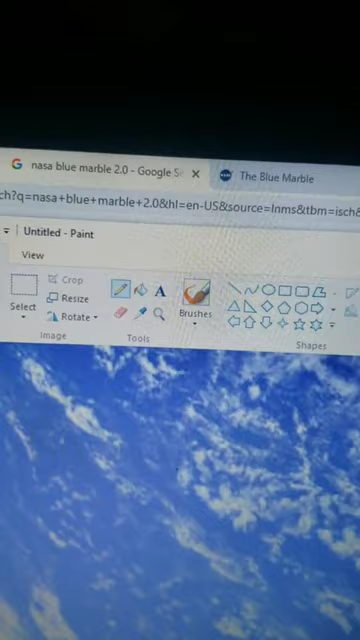 nasa blue marble 2.0 - Google Se
The Blue Marble
ch?q=nasa+blue+marble+2.0&hl=en-US&source=lnms&tbm=isch&
Untitled - Paint
View
Select
Crop
Resize
Rotate
Image
A
Tools
Brushes
Shapes